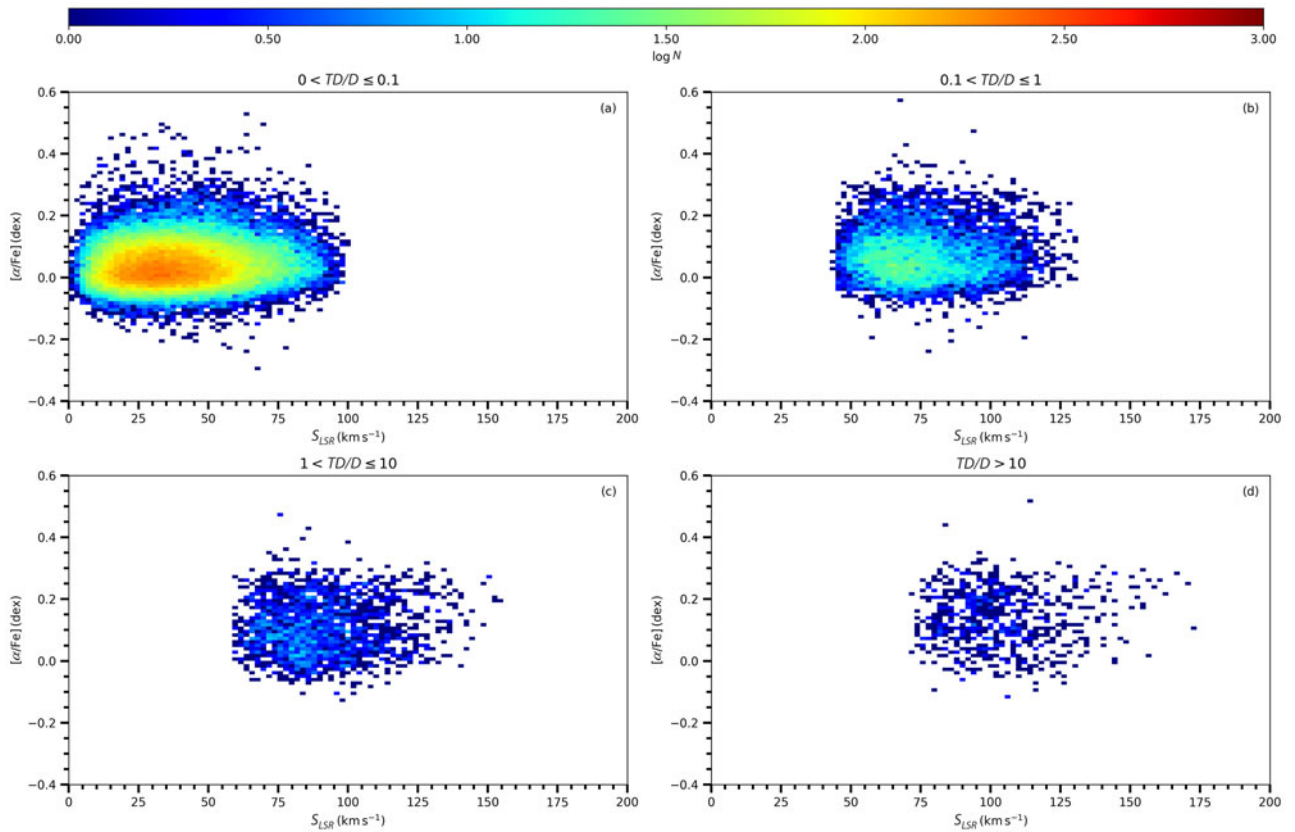 0.00 0.50 1.00 1.50 2.00 2.50 3.00
log N
0 < TD/D ≤ 0.1
0.1 < TD/D ≤ 1
(a)
(b)
0.6
0.4
0.2
0.0
−0.2
−0.4
[α/Fe] (dex)
0 25 50 75 100 125 150 175 200
S_LSR (km s⁻¹)
0.6
0.4
0.2
0.0
−0.2
−0.4
[α/Fe] (dex)
0 25 50 75 100 125 150 175 200
S_LSR (km s⁻¹)
1 < TD/D ≤ 10
TD/D > 10
(c)
(d)
0.6
0.4
0.2
0.0
−0.2
−0.4
[α/Fe] (dex)
0 25 50 75 100 125 150 175 200
S_LSR (km s⁻¹)
0.6
0.4
0.2
0.0
−0.2
−0.4
[α/Fe] (dex)
0 25 50 75 100 125 150 175 200
S_LSR (km s⁻¹)